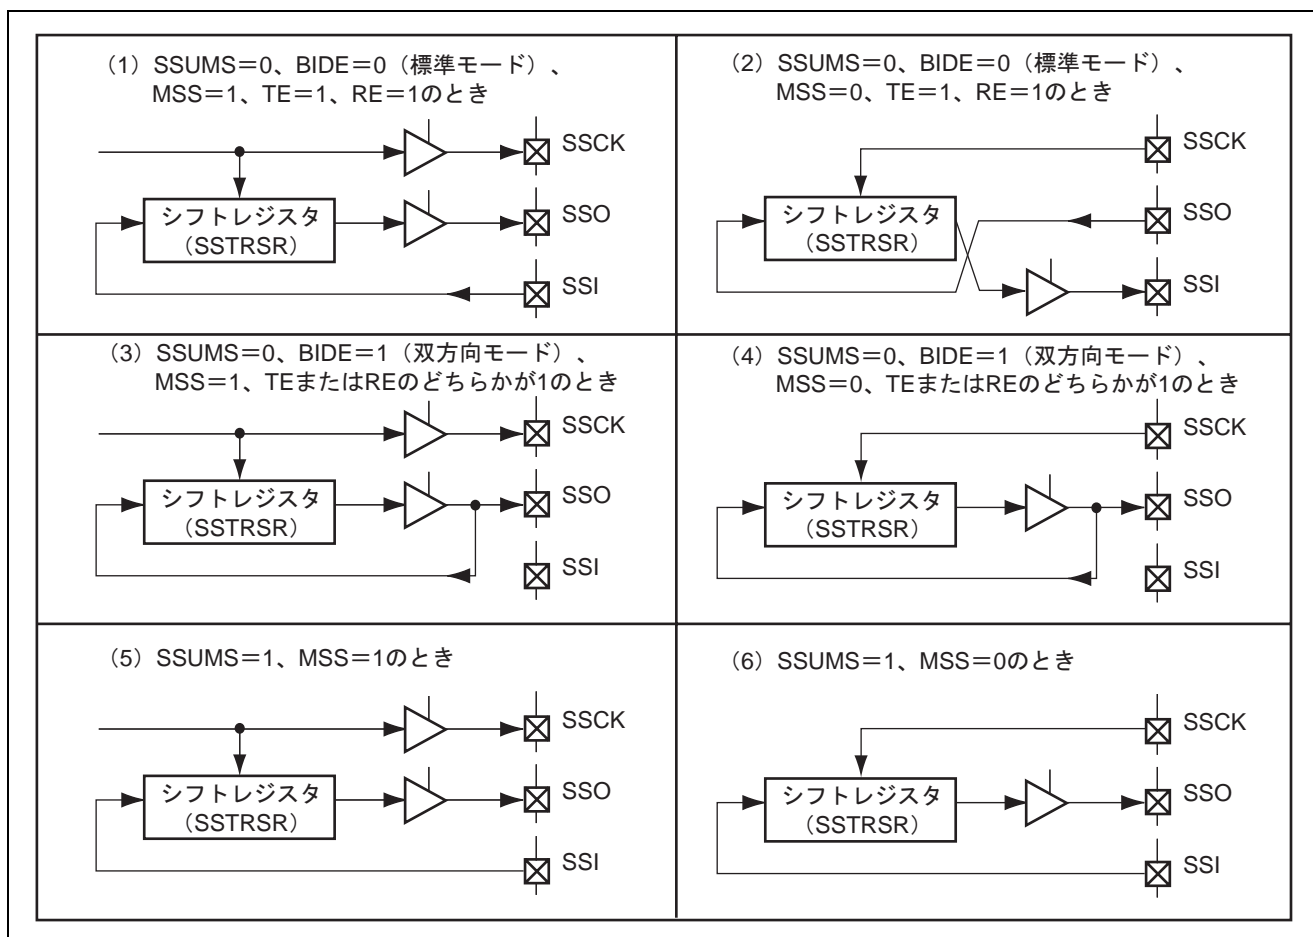 (1) SSUMS=0、BIDE=0（標準モード）、
MSS=1、TE=1、RE=1のとき
SSCK
シフトレジスタ
（SSTRSR）
SSO
SSI
(2) SSUMS=0、BIDE=0（標準モード）、
MSS=0、TE=1、RE=1のとき
SSCK
シフトレジスタ
（SSTRSR）
SSO
SSI
(3) SSUMS=0、BIDE=1（双方向モード）、
MSS=1、TEまたはREのどちらかが1のとき
SSCK
シフトレジスタ
（SSTRSR）
SSO
SSI
(4) SSUMS=0、BIDE=1（双方向モード）、
MSS=0、TEまたはREのどちらかが1のとき
SSCK
シフトレジスタ
（SSTRSR）
SSO
SSI
(5) SSUMS=1、MSS=1のとき
SSCK
シフトレジスタ
（SSTRSR）
SSO
SSI
(6) SSUMS=1、MSS=0のとき
SSCK
シフトレジスタ
（SSTRSR）
SSO
SSI